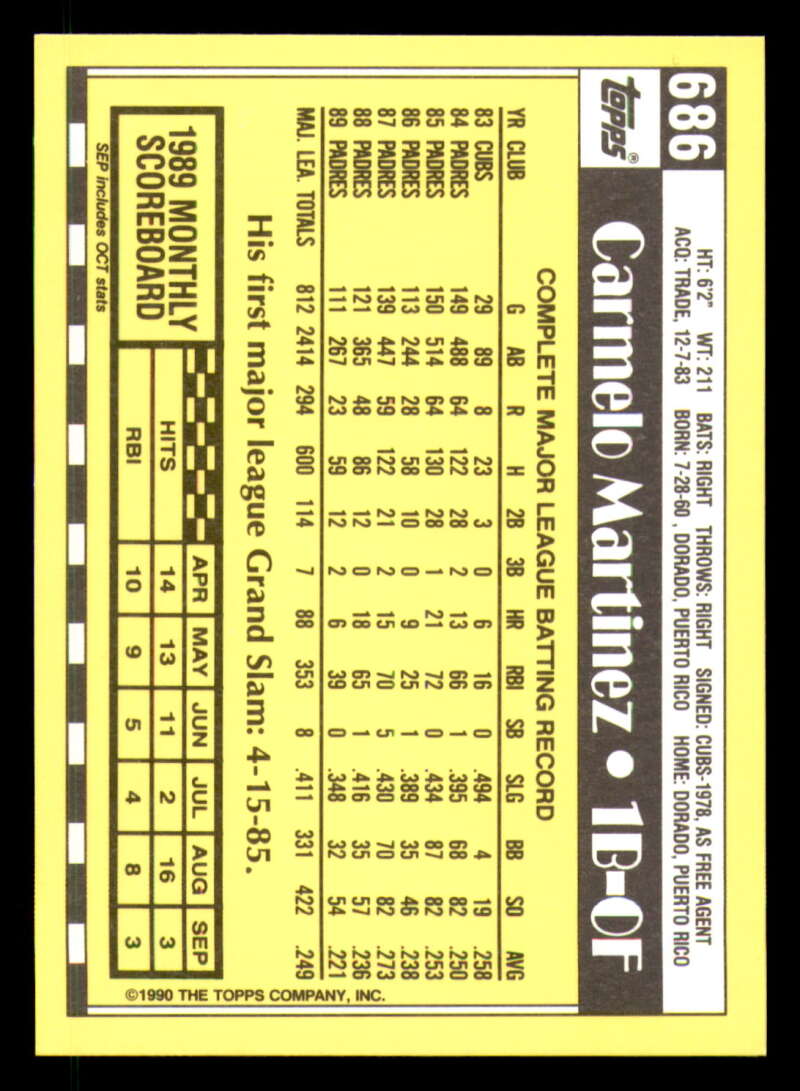 686
HT: 6'2" WT: 211 BATS: RIGHT THROWS: RIGHT SIGNED: CUBS-1978, AS FREE AGENT
ACQ: TRADE, 12-7-83 BORN: 7-28-60 , DORADO, PUERTO RICO HOME: DORADO, PUERTO RICO
topps®
Carmelo Martinez • 1B-OF
COMPLETE MAJOR LEAGUE BATTING RECORD
YR CLUB G AB R H 2B 3B HR RBI SB SLG BB SO AVG
83 CUBS 29 89 8 23 3 0 6 16 0 .494 4 19 .258
84 PADRES 149 488 64 122 28 2 13 66 1 .395 68 82 .250
85 PADRES 150 514 64 130 28 1 21 72 0 .434 87 82 .253
86 PADRES 113 244 28 58 10 0 9 25 1 .389 35 46 .238
87 PADRES 139 447 59 122 21 2 15 70 5 .430 70 82 .273
88 PADRES 121 365 48 86 12 0 18 65 1 .416 35 57 .236
89 PADRES 111 267 23 59 12 2 6 39 0 .348 32 54 .221
MAJ. LEA. TOTALS 812 2414 294 600 114 7 88 353 8 .411 331 422 .249
His first major league Grand Slam: 4-15-85.
1989 MONTHLY
SCOREBOARD
APR MAY JUN JUL AUG SEP
HITS 14 13 11 2 16 3
RBI 10 9 5 4 8 3
SEP includes OCT stats
©1990 THE TOPPS COMPANY, INC.